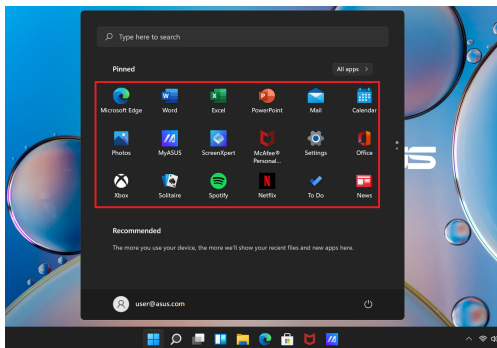 Type here to search
Pinned
All apps >
Microsoft Edge
Word
Excel
PowerPoint
Mail
Calendar
Photos
MyASUS
ScreenXpert
McAfee®
Personal...
Settings
Office
Xbox
Solitaire
Spotify
Netflix
To Do
News
Recommended
The more you use your device, the more we'll show your recent files and new apps here.
user@asus.com